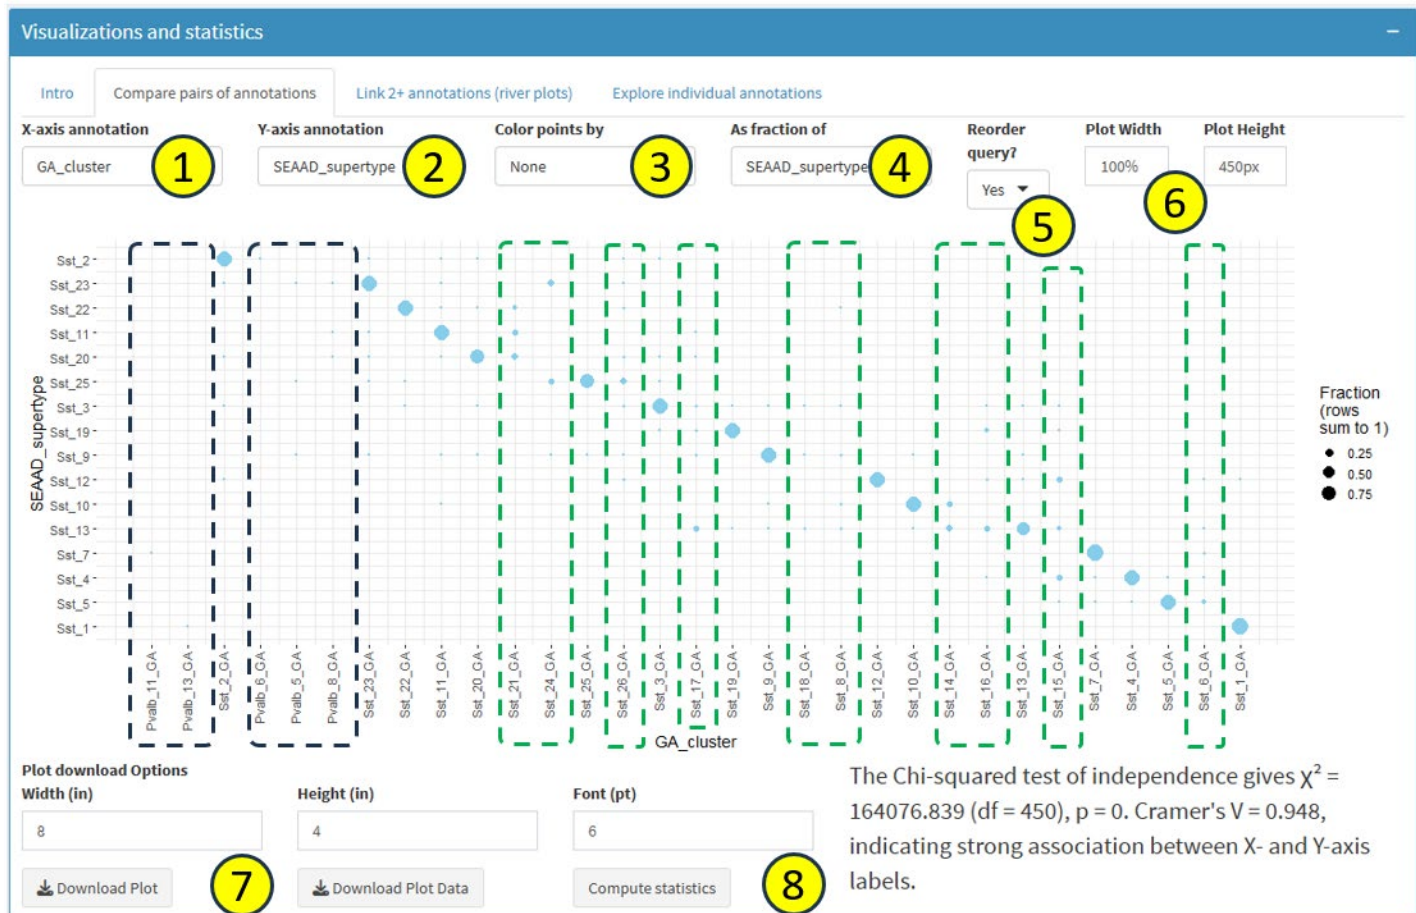 Visualizations and statistics
Intro
Compare pairs of annotations
Link 2+ annotations (river plots)
Explore individual annotations
X-axis annotation
Y-axis annotation
Color points by
As fraction of
Reorder
query?
Plot Width
Plot Height
GA_cluster
1
SEAAD_supertype
2
None
3
SEAAD_supertype
4
Yes
5
100%
6
450px
SEAAD_supertype
Sst_2
Sst_23
Sst_22
Sst_11
Sst_20
Sst_25
Sst_3
Sst_19
Sst_9
Sst_12
Sst_10
Sst_13
Sst_7
Sst_4
Sst_5
Sst_1
Fraction
(rows
sum to 1)
0.25
0.50
0.75
Pvalb_11_GA
Pvalb_13_GA
Sst_2_GA
Pvalb_6_GA
Pvalb_5_GA
Pvalb_8_GA
Sst_23_GA
Sst_22_GA
Sst_11_GA
Sst_20_GA
Sst_21_GA
Sst_24_GA
Sst_25_GA
Sst_26_GA
Sst_3_GA
Sst_17_GA
Sst_19_GA
Sst_9_GA
Sst_18_GA
Sst_8_GA
Sst_12_GA
Sst_10_GA
Sst_14_GA
Sst_16_GA
Sst_13_GA
Sst_15_GA
Sst_7_GA
Sst_4_GA
Sst_5_GA
Sst_6_GA
Sst_1_GA
GA_cluster
Plot download Options
Width (in)
Height (in)
Font (pt)
8
4
6
Download Plot
7
Download Plot Data
Compute statistics
8
The Chi-squared test of independence gives χ² =
164076.839 (df = 450), p = 0. Cramer's V = 0.948,
indicating strong association between X- and Y-axis
labels.